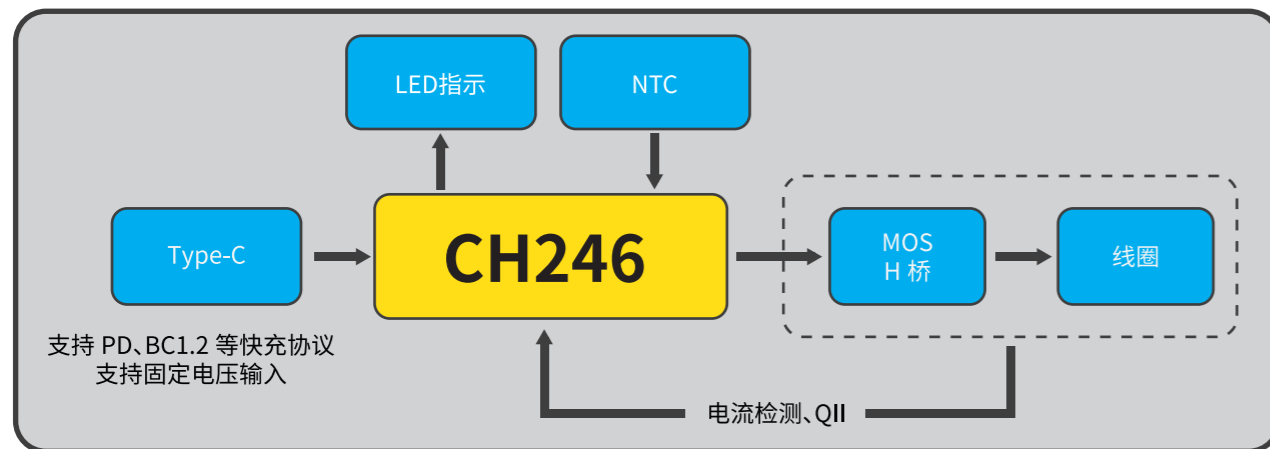 LED指示
NTC
Type-C
CH246
MOS
H 桥
线圈
支持 PD、BC1.2 等快充协议
支持固定电压输入
电流检测、QII